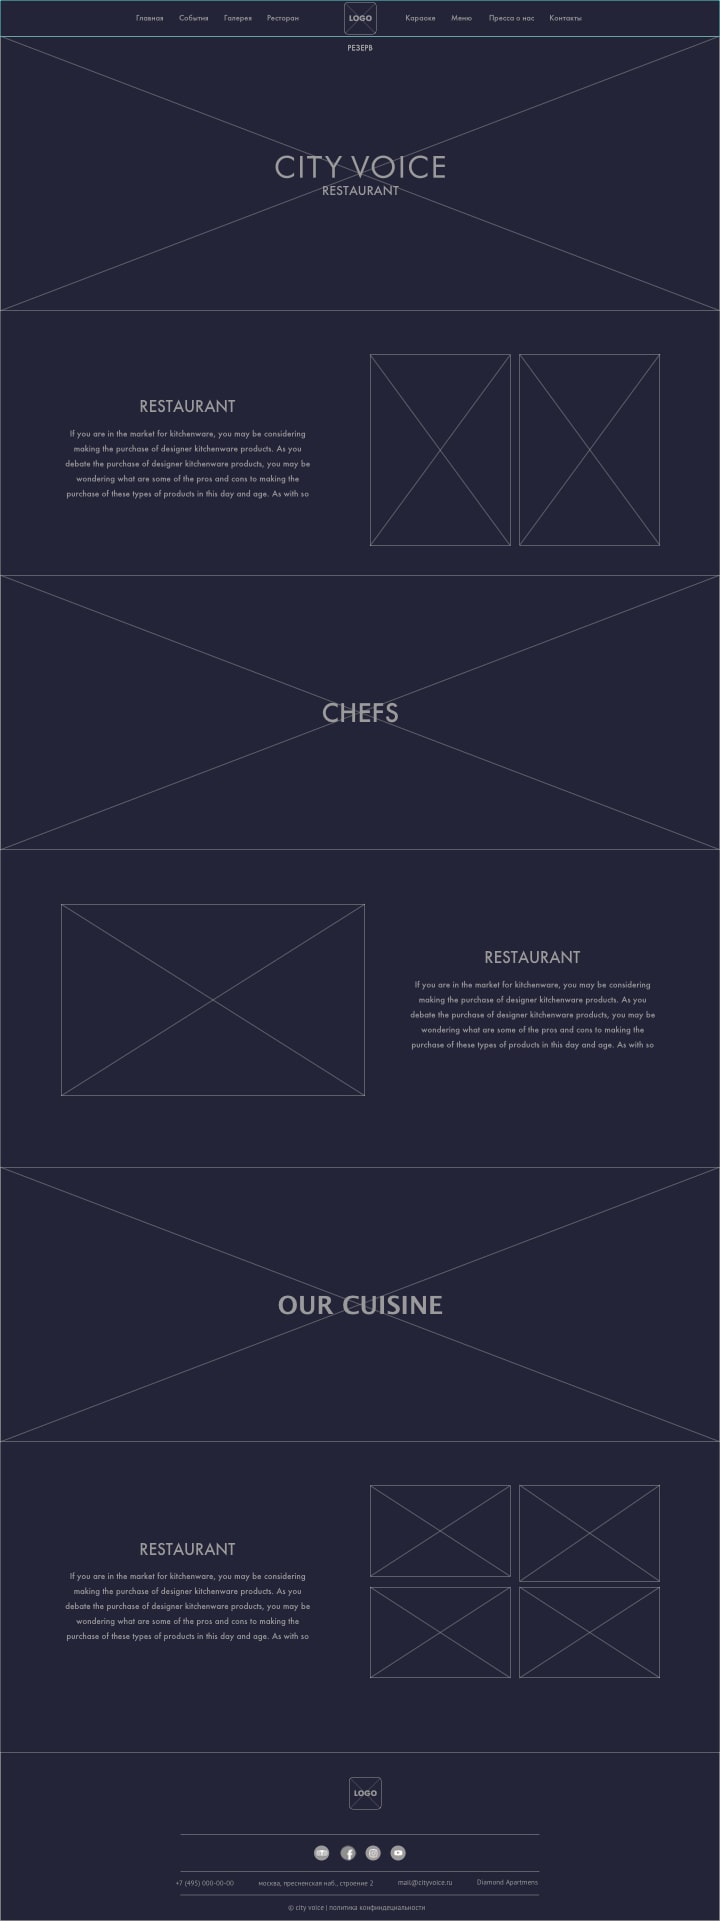 Главная События Галерея Ресторан LOGO Караоке Меню Пресса о нас Контакты
РЕЗЕРВ
CITY VOICE
RESTAURANT
RESTAURANT
If you are in the market for kitchenware, you may be considering
making the purchase of designer kitchenware products. As you
debate the purchase of designer kitchenware products, you may be
wondering what are some of the pros and cons to making the
purchase of these types of products in this day and age. As with so
CHEFS
RESTAURANT
If you are in the market for kitchenware, you may be considering
making the purchase of designer kitchenware products. As you
debate the purchase of designer kitchenware products, you may be
wondering what are some of the pros and cons to making the
purchase of these types of products in this day and age. As with so
OUR CUISINE
RESTAURANT
If you are in the market for kitchenware, you may be considering
making the purchase of designer kitchenware products. As you
debate the purchase of designer kitchenware products, you may be
wondering what are some of the pros and cons to making the
purchase of these types of products in this day and age. As with so
LOGO
+7 (495) 000-00-00 москва, пресненская наб., строение 2 mail@cityvoice.ru Diamond Apartmens
© city voice | политика конфиндециальности